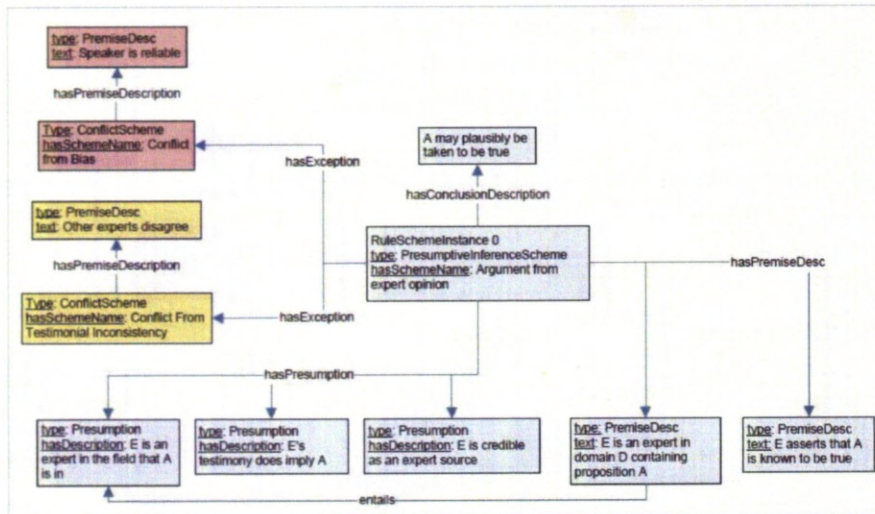 type: PremiseDesc
text: Speaker is reliable
hasPremiseDescription
Type: ConflictScheme
hasSchemeName: Conflict
from Bias
hasException
A may plausibly be
taken to be true
hasConclusionDescription
type: PremiseDesc
text: Other experts disagree
hasPremiseDescription
RuleSchemeInstance 0
type: PresumptiveInferenceScheme
hasSchemeName: Argument from
expert opinion
hasPremiseDesc
Type: ConflictScheme
hasSchemeName: Conflict From
Testimonial Inconsistency
hasException
hasPresumption
type: Presumption
hasDescription: E is an
expert in the field that A
is in
type: Presumption
hasDescription: E's
testimony does imply A
type: Presumption
hasDescription: E is credible
as an expert source
type: PremiseDesc
text: E is an expert in
domain D containing
proposition A
type: PremiseDesc
text: E asserts that A
is known to be true
entails